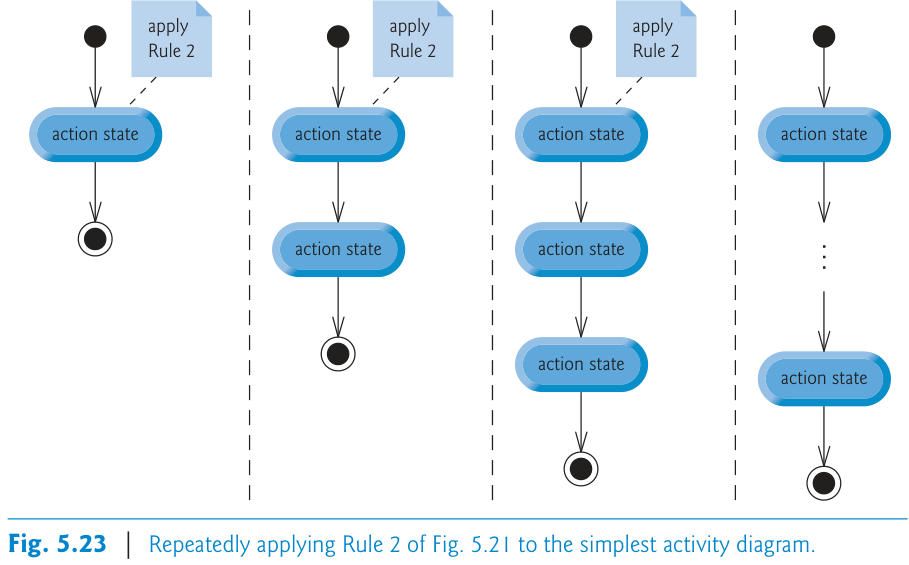 apply
Rule 2
action state
apply
Rule 2
action state
action state
apply
Rule 2
action state
action state
action state
action state
action state
Fig. 5.23 | Repeatedly applying Rule 2 of Fig. 5.21 to the simplest activity diagram.